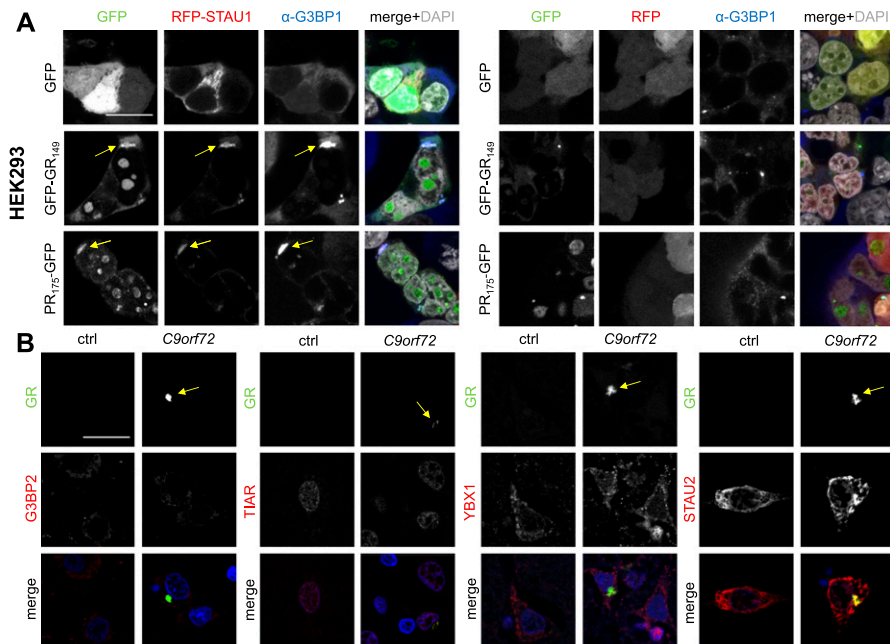 A
GFP RFP-STAU1 α-G3BP1 merge+DAPI GFP RFP α-G3BP1 merge+DAPI
HEK293
GFP GFP
GFP-GR149 GFP-GR149
PR175-GFP PR175-GFP
B
ctrl C9orf72 ctrl C9orf72 ctrl C9orf72 ctrl C9orf72
GR GR GR GR
G3BP2 TIAR YBX1 STAU2
merge merge merge merge